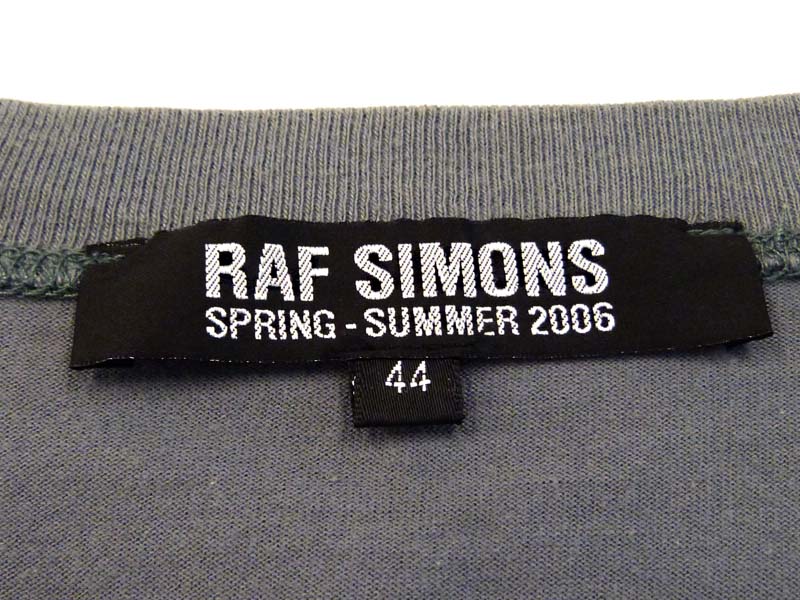 RAF SIMONS
SPRING - SUMMER 2006
44